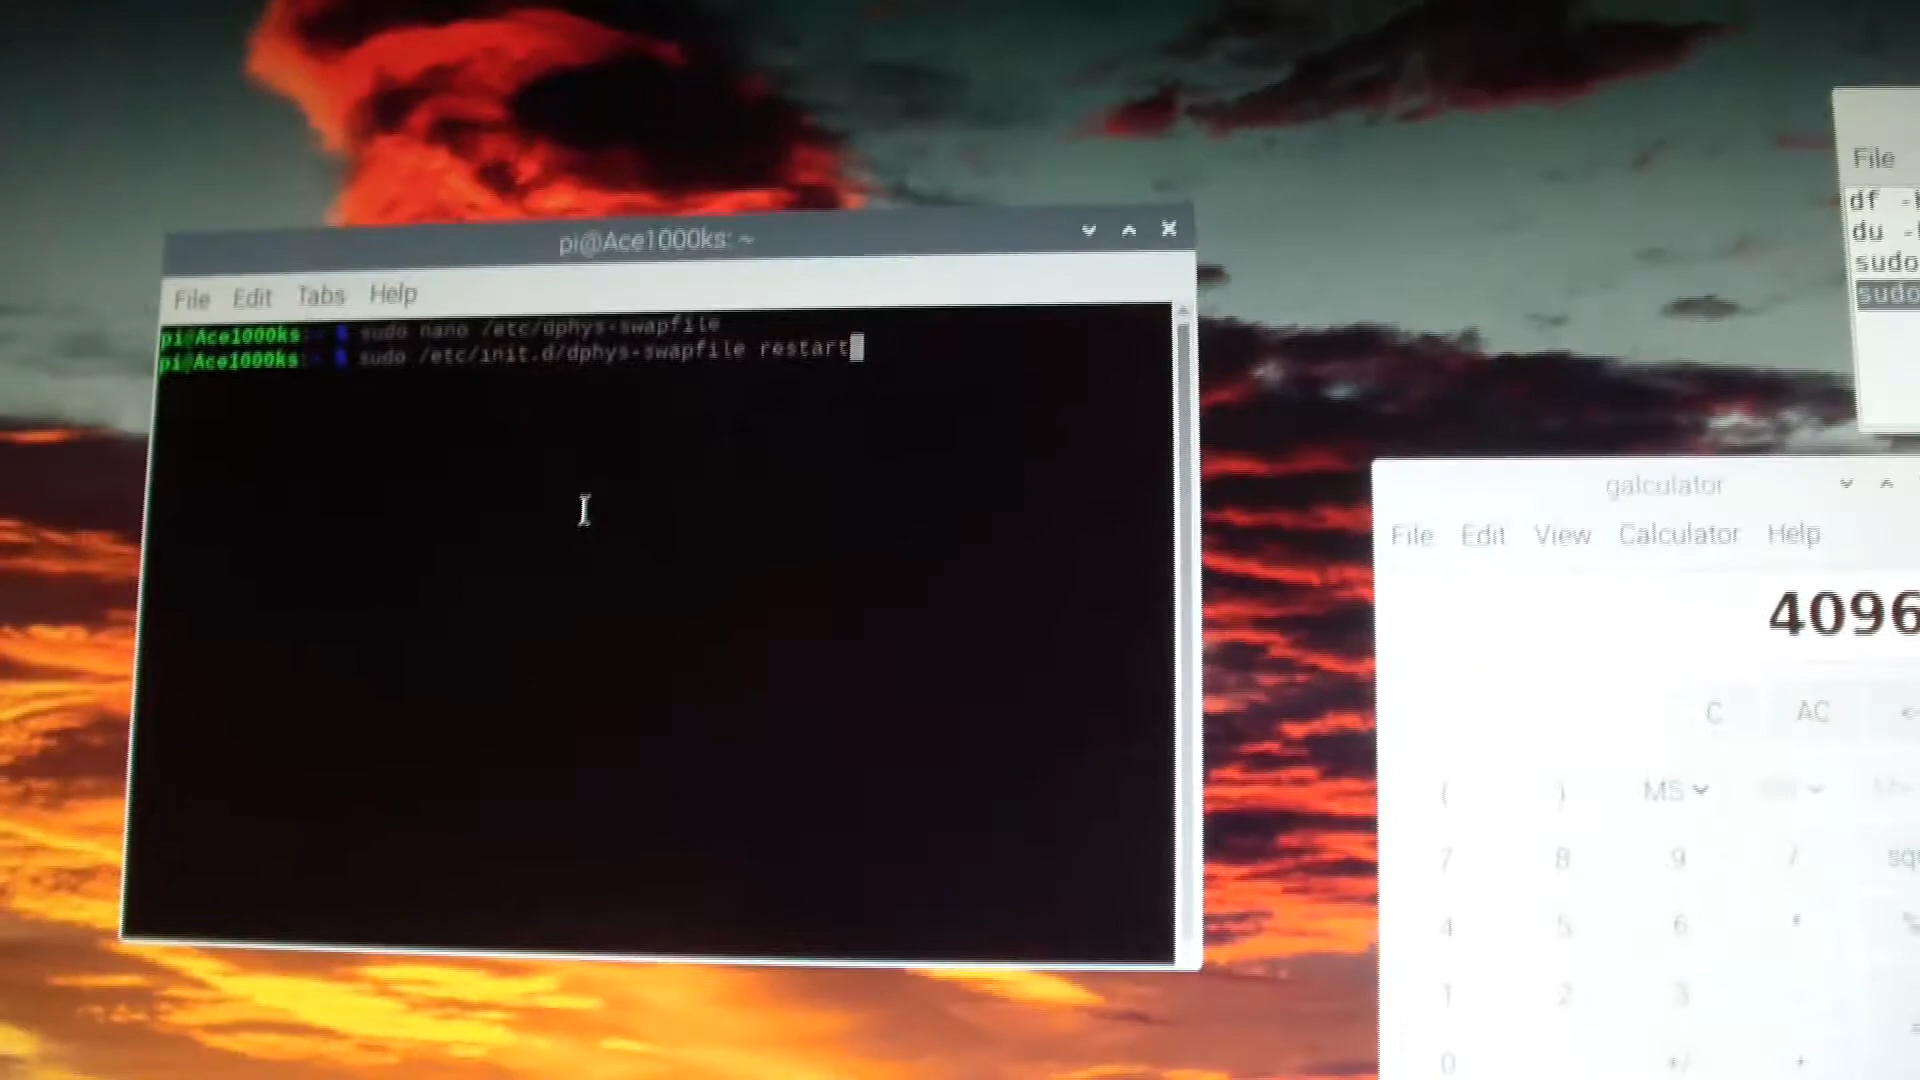 pi@Ace1000ks: ~
File Edit Tabs Help
pi@Ace1000ks: ~ $ sudo nano /etc/dphys-swapfile
pi@Ace1000ks: ~ $ sudo /etc/init.d/dphys-swapfile restart
File
df -
du -
sudo
sudo
galculator
File Edit View Calculator Help
4096
C AC
( ) MS
7 8 9 / sq
4 5 6 * %
1 2 3
0 +/- +